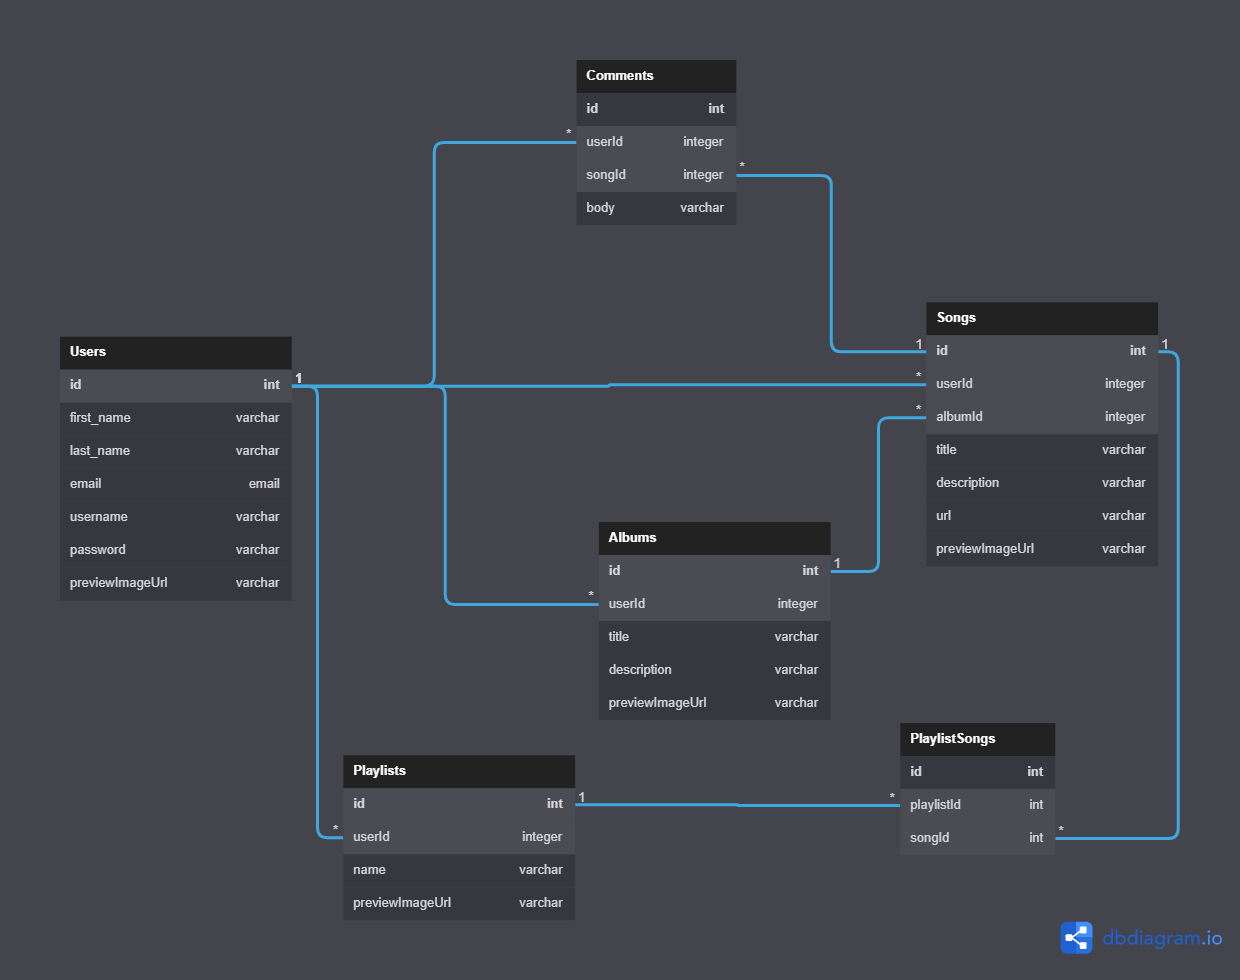 Comments
id int
* userId integer
songId integer *
body varchar
Songs
1 id int 1
* userId integer
* albumId integer
title varchar
description varchar
url varchar
previewImageUrl varchar
Users
id int 1
first_name varchar
last_name varchar
email email
username varchar
password varchar
previewImageUrl varchar
Albums
id int 1
* userId integer
title varchar
description varchar
previewImageUrl varchar
PlaylistSongs
id int
* playlistId int
songId int *
Playlists
id int 1
* userId integer
name varchar
previewImageUrl varchar
dbdiagram.io